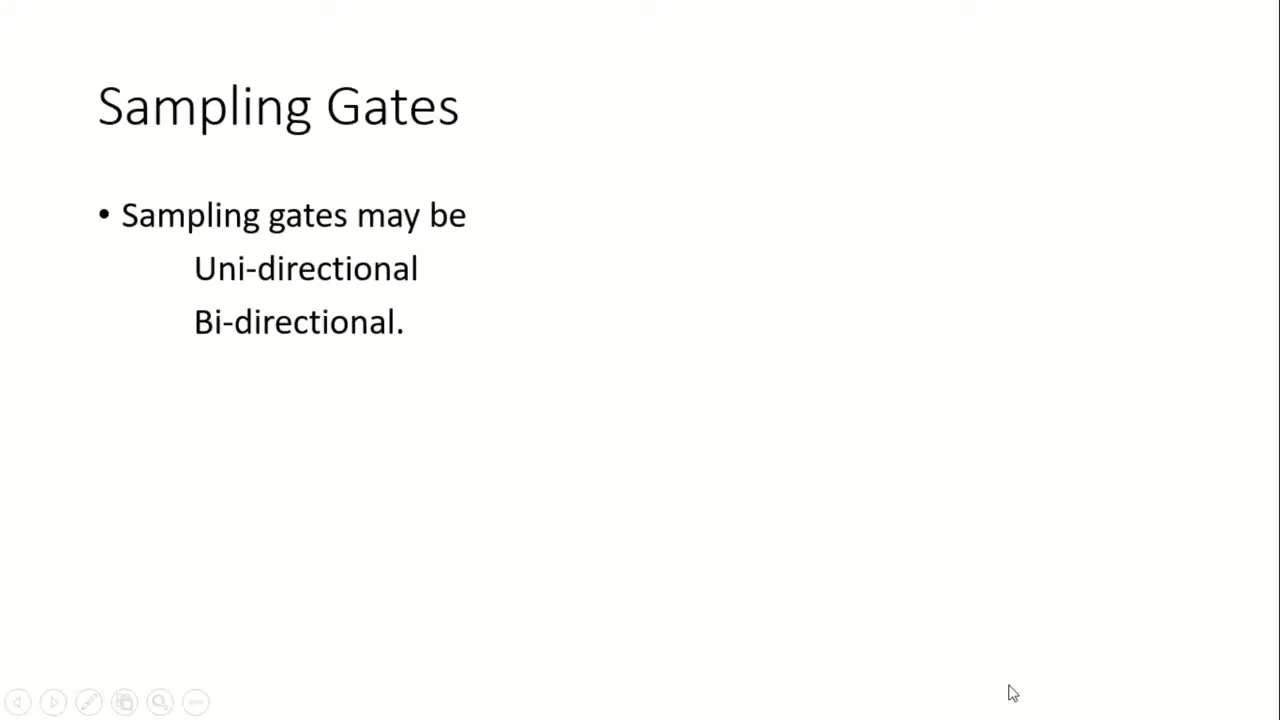 Sampling Gates
• Sampling gates may be
Uni-directional
Bi-directional.